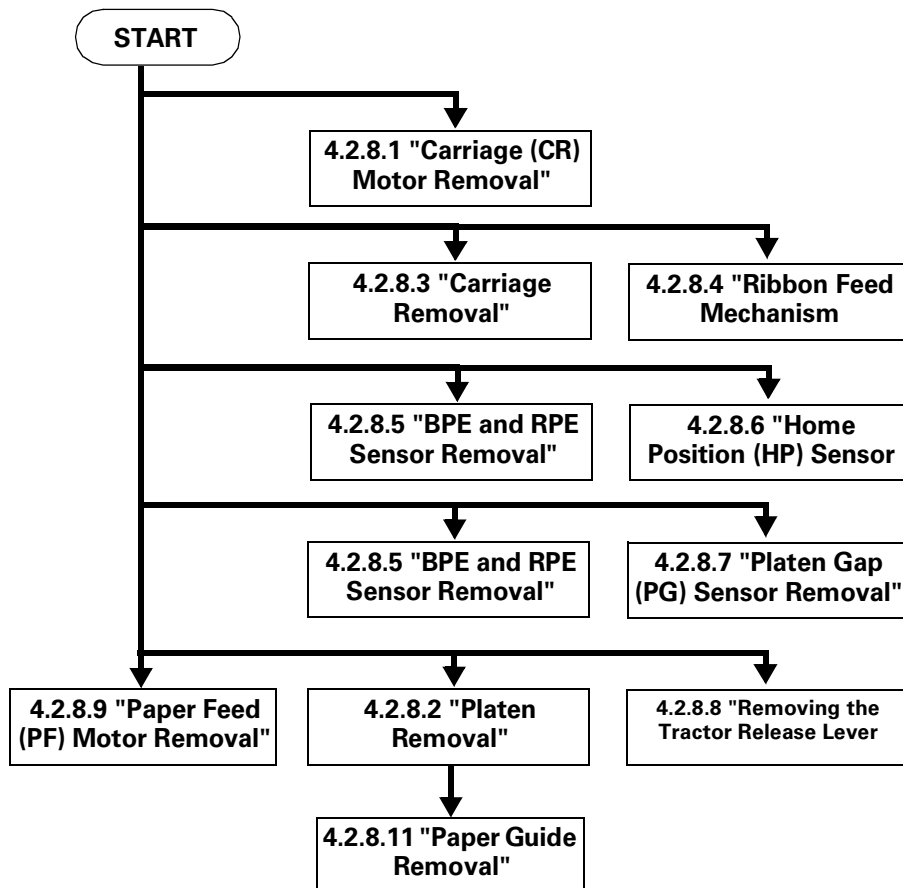 START
4.2.8.1 "Carriage (CR)
Motor Removal"
4.2.8.3 "Carriage
Removal"
4.2.8.4 "Ribbon Feed
Mechanism
4.2.8.5 "BPE and RPE
Sensor Removal"
4.2.8.6 "Home
Position (HP) Sensor
4.2.8.5 "BPE and RPE
Sensor Removal"
4.2.8.7 "Platen Gap
(PG) Sensor Removal"
4.2.8.9 "Paper Feed
(PF) Motor Removal"
4.2.8.2 "Platen
Removal"
4.2.8.8 "Removing the
Tractor Release Lever
4.2.8.11 "Paper Guide
Removal"